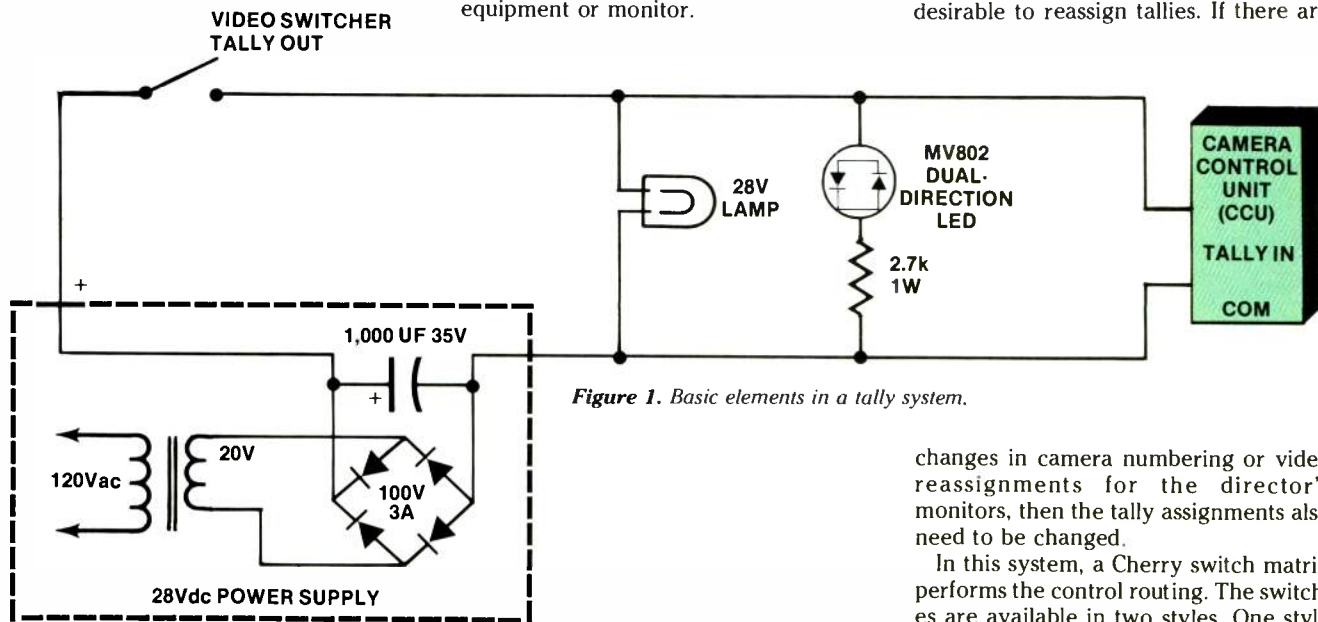 equipment or monitor.
desirable to reassign tallies. If there ar
VIDEO SWITCHER
TALLY OUT
MV802
DUAL-
DIRECTION
LED
28V
LAMP
2.7k
1W
CAMERA
CONTROL
UNIT
(CCU)
TALLY IN
COM
+
1,000 UF 35V
+
120Vac
20V
100V
3A
28Vdc POWER SUPPLY
Figure 1. Basic elements in a tally system.
changes in camera numbering or vide
reassignments for the director'
monitors, then the tally assignments als
need to be changed.
In this system, a Cherry switch matri
performs the control routing. The switch
es are available in two styles. One styl